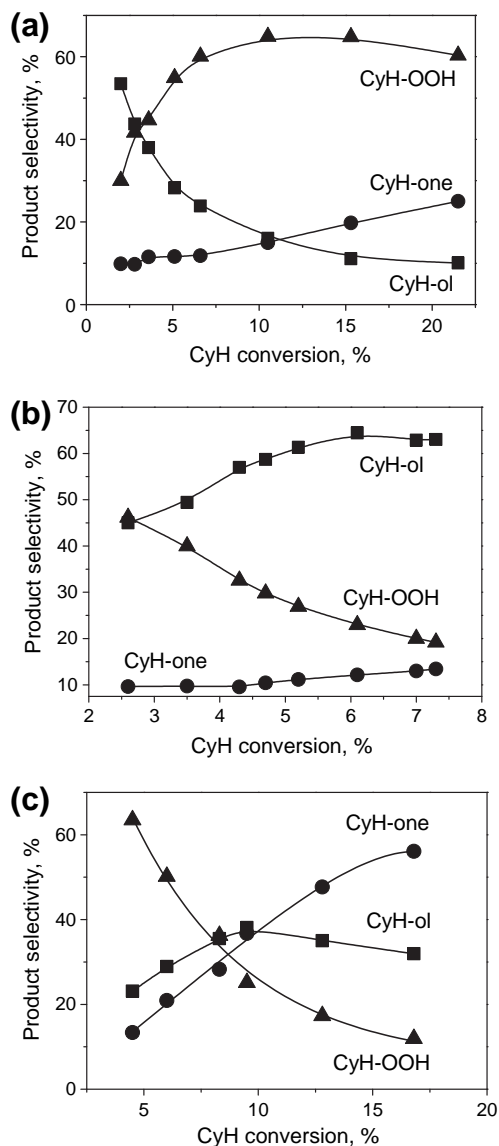 (a)
60
40
20
0
Product selectivity, %
CyH-OOH
CyH-one
CyH-ol
0 5 10 15 20
CyH conversion, %
(b)
70
60
50
40
30
20
10
Product selectivity, %
CyH-ol
CyH-OOH
CyH-one
2 3 4 5 6 7 8
CyH conversion, %
(c)
60
40
20
0
Product selectivity, %
CyH-one
CyH-ol
CyH-OOH
5 10 15 20
CyH conversion, %